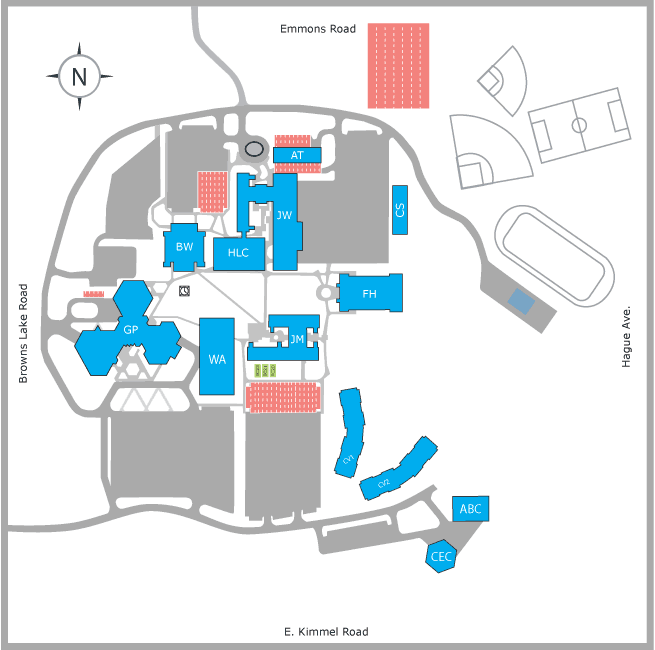 Emmons Road
N
AT
CS
JW
BW
HLC
FH
Browns Lake Road
GP
Hague Ave.
WA
JM
CV1
CV2
ABC
CEC
E. Kimmel Road